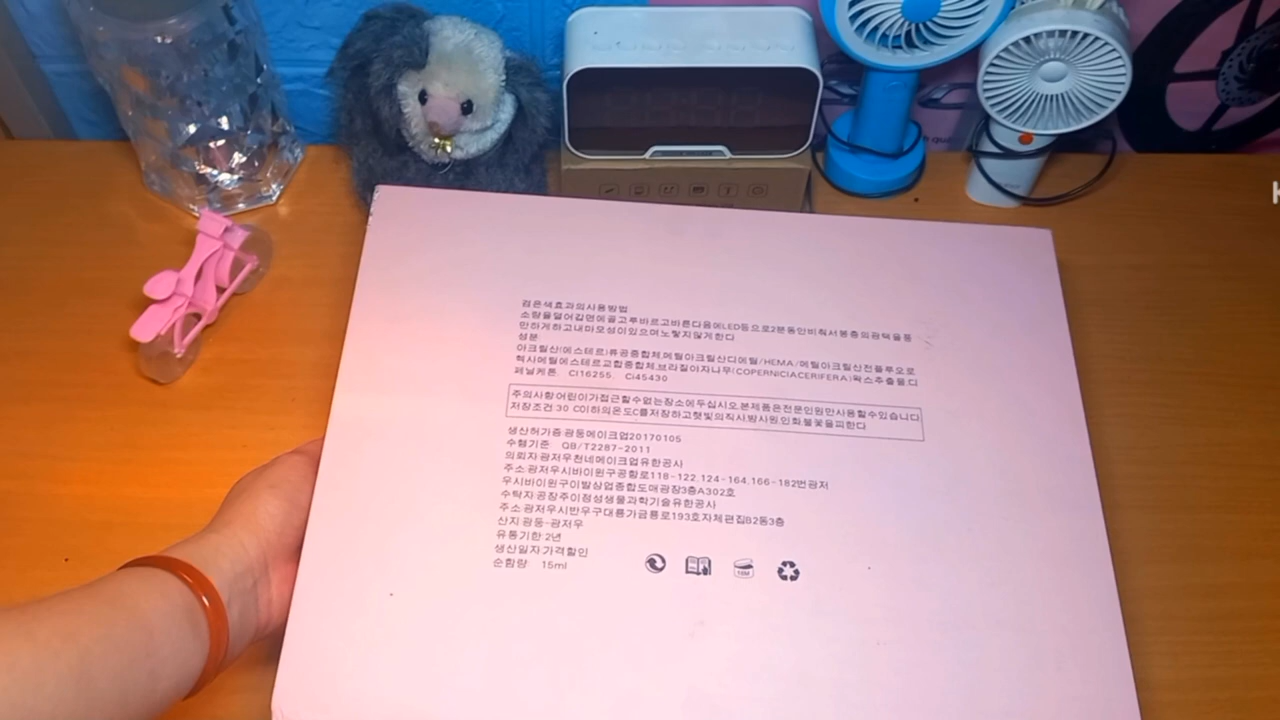 검은색효과의사용방법
소량을덜어갑면에골고루바르고바른다음에LED등으로2분동안비춰서봉층의광택을통
만하게하고내마모성이있으며노랗지않게한다
성분:
아크릴산(에스테르)류공중합체,메틸아크릴산디에틸/HEMA/메틸아크릴산전플루오로
헥사메틸에스테르교합중합체,브라질야자나무(COPERNICIACERIFERA)왁스추출물,디
페닐케톤, CI16255, Ci45430
주의사항:어린이가접근할수없는장소에두십시오.본제품은전문인원만사용할수있습니다.
저장조건:30 C이하의온도C를저장하고햇빛의직사,방사원,인화,불꽃을피한다
생산허가증:광둥메이크업20170105
수행기준: QB/T2287-2011
의뢰자:광저우천네메이크업유한공사
주소:광저우시바이윈구공항로118-122,124-164,166-182번광저
우시바이윈구이발상업종합도매광장3층A302호
수탁자:공장주이정성생물과학기술유한공사
주소:광저우시반우구대룡가금룡로193호자체편집B2동3층
산지:광둥-광저우
유통기한:2년
생산일자:가격할인
순함량: 15ml
18M